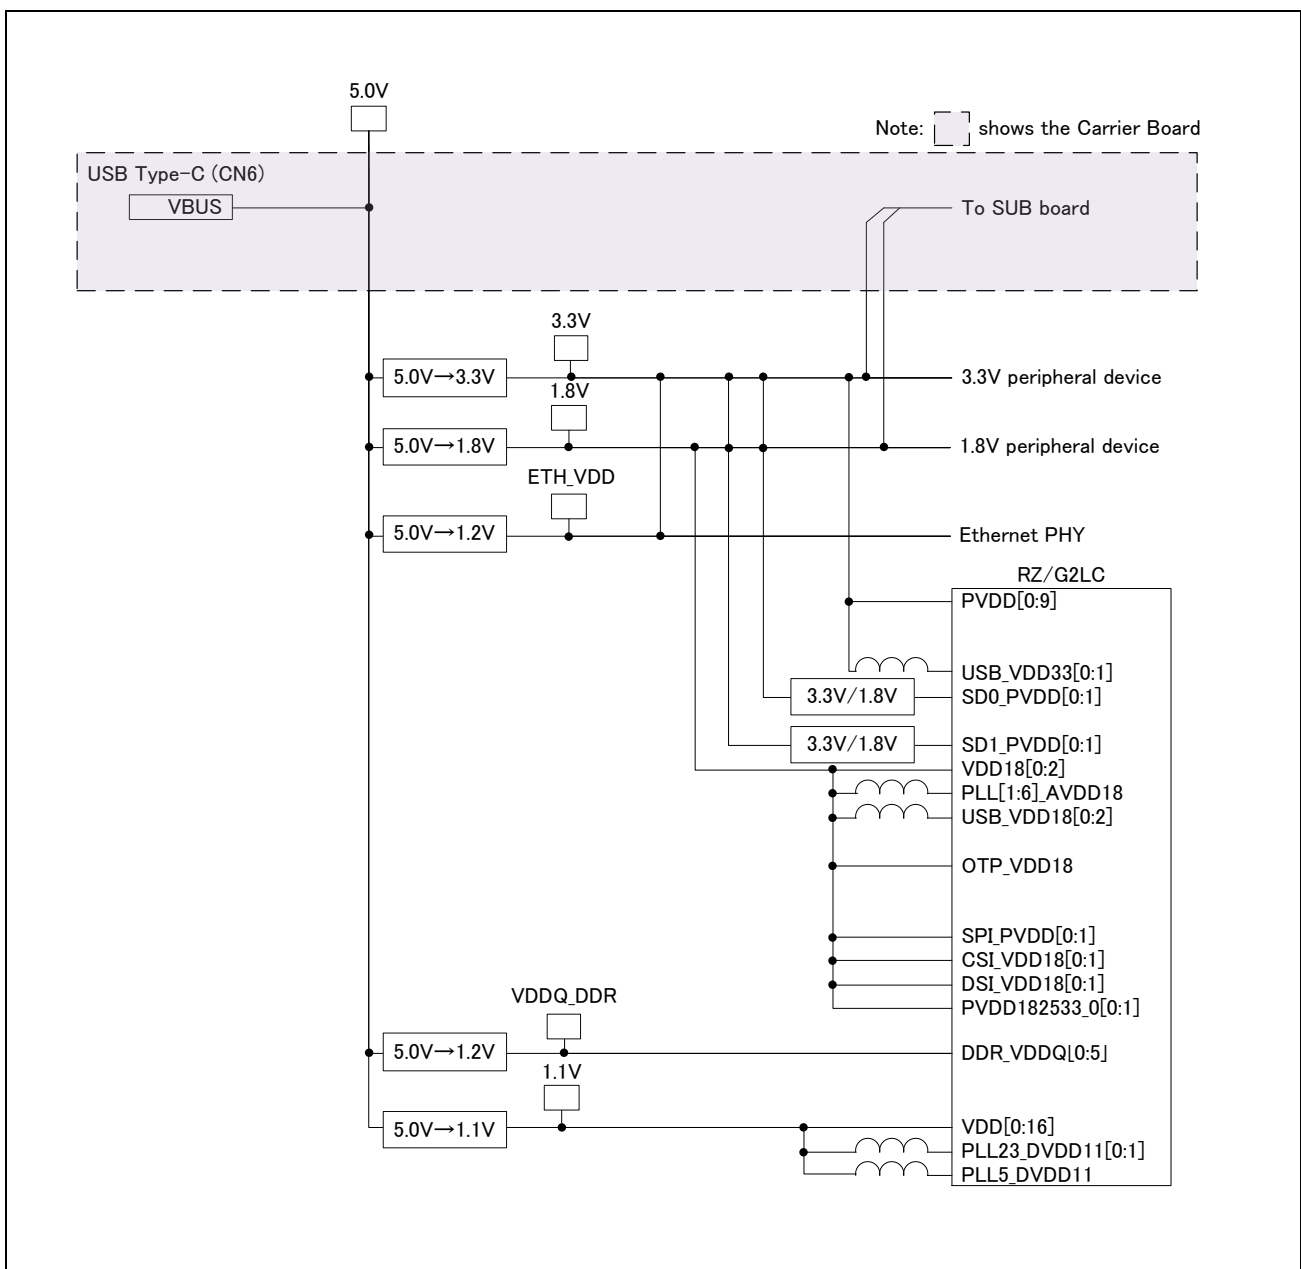 5.0V
Note: shows the Carrier Board
USB Type-C (CN6)
VBUS
To SUB board
3.3V
5.0V→3.3V
3.3V peripheral device
1.8V
5.0V→1.8V
1.8V peripheral device
ETH_VDD
5.0V→1.2V
Ethernet PHY
RZ/G2LC
PVDD[0:9]
USB_VDD33[0:1]
3.3V/1.8V
SD0_PVDD[0:1]
3.3V/1.8V
SD1_PVDD[0:1]
VDD18[0:2]
PLL[1:6]_AVDD18
USB_VDD18[0:2]
OTP_VDD18
SPI_PVDD[0:1]
CSI_VDD18[0:1]
DSI_VDD18[0:1]
PVDD182533_0[0:1]
VDDQ_DDR
5.0V→1.2V
DDR_VDDQ[0:5]
1.1V
5.0V→1.1V
VDD[0:16]
PLL23_DVDD11[0:1]
PLL5_DVDD11